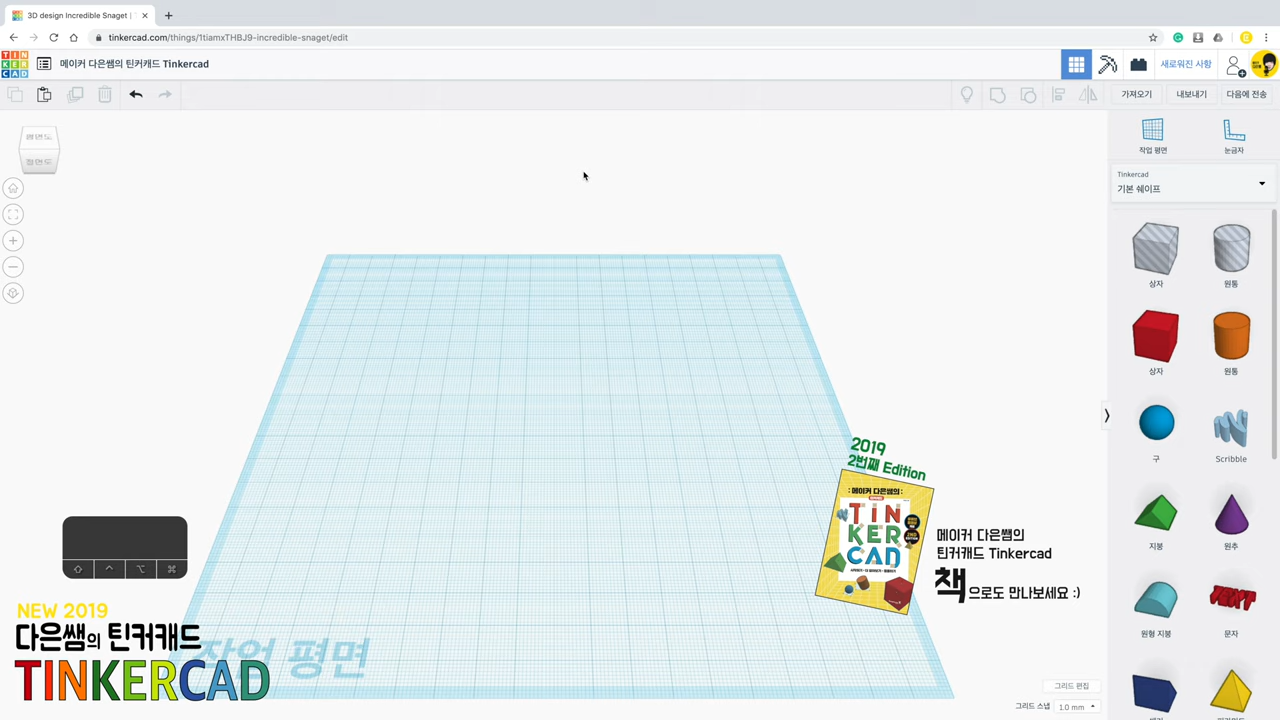 3D design Incredible Snaget |
tinkercad.com/things/1tiamxTHBJ9-incredible-snaget/edit
TIN
KER
CAD
메이커 다은쌤의 틴커캐드 Tinkercad
새로워진 사항
가져오기
내보내기
다음에 전송
평면도
정면도
작업 평면
눈금자
Tinkercad
기본 쉐이프
상자
원통
상자
원통
구
Scribble
지붕
원추
원형 지붕
문자
작업 평면
2019
2번째 Edition
: 메이커 다은쌤의 :
TIN
KER
CAD
메이커 다은쌤의
틴커캐드 Tinkercad
책으로도 만나보세요 :)
NEW 2019
다은쌤의 틴커캐드
TINKERCAD
그리드 편집
그리드 스냅
1.0 mm